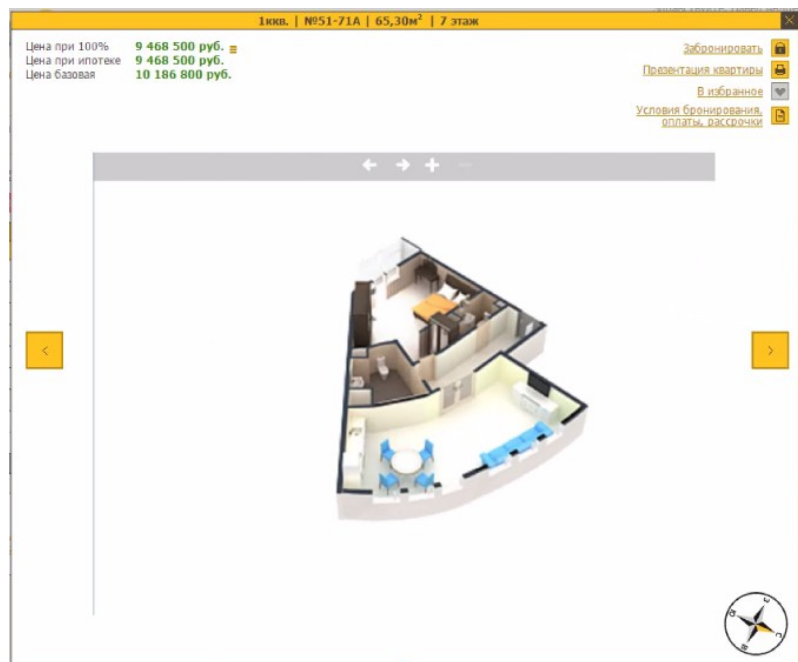 1ккв. | №51-71А | 65,30м² | 7 этаж
Цена при 100% 9 468 500 руб.
Цена при ипотеке 9 468 500 руб.
Цена базовая 10 186 800 руб.
Забронировать
Презентация квартиры
В избранное
Условия бронирования,
оплаты, рассрочки
С
В
Ю